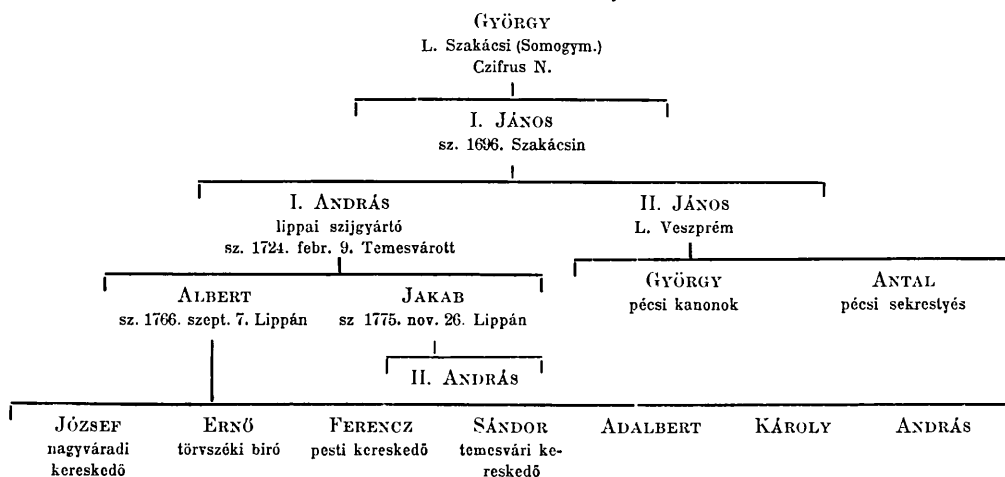 GYÖRGY
L. Szakácsi (Somogym.)
Czifrus N.
I. JÁNOS
sz. 1696. Szakácsin
I. ANDRÁS
lippai szijgyártó
sz. 1724. febr. 9. Temesvárott
II. JÁNOS
L. Veszprém
ALBERT
sz. 1766. szept. 7. Lippán
JAKAB
sz 1775. nov. 26. Lippán
GYÖRGY
pécsi kanonok
ANTAL
pécsi sekrestyés
II. ANDRÁS
JÓZSEF
nagyváradi
kereskedő
ERNŐ
törvszéki biró
FERENCZ
pesti kereskedő
SÁNDOR
temesvári ke-
reskedő
ADALBERT
KÁROLY
ANDRÁS